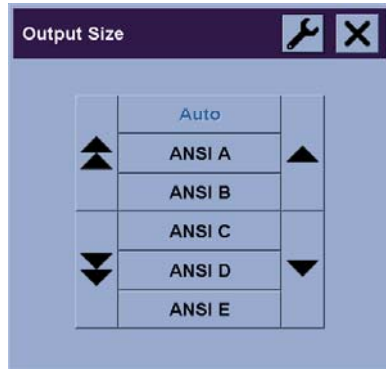 Output Size
Auto
ANSI A
ANSI B
ANSI C
ANSI D
ANSI E